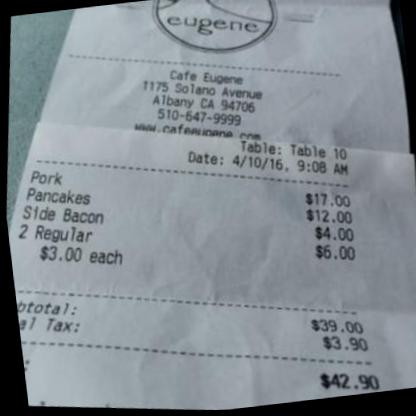 eugene
Cafe Eugene
1175 Solano Avenue
Albany CA 94706
510-647-9999
www.cafeeugene.com
Table: Table 10
Date: 4/10/16, 9:08 AM
Pork $17.00
Pancakes $12.00
Side Bacon $4.00
2 Regular $6.00
$3.00 each
btotal: $39.00
al Tax: $3.90
: $42.90